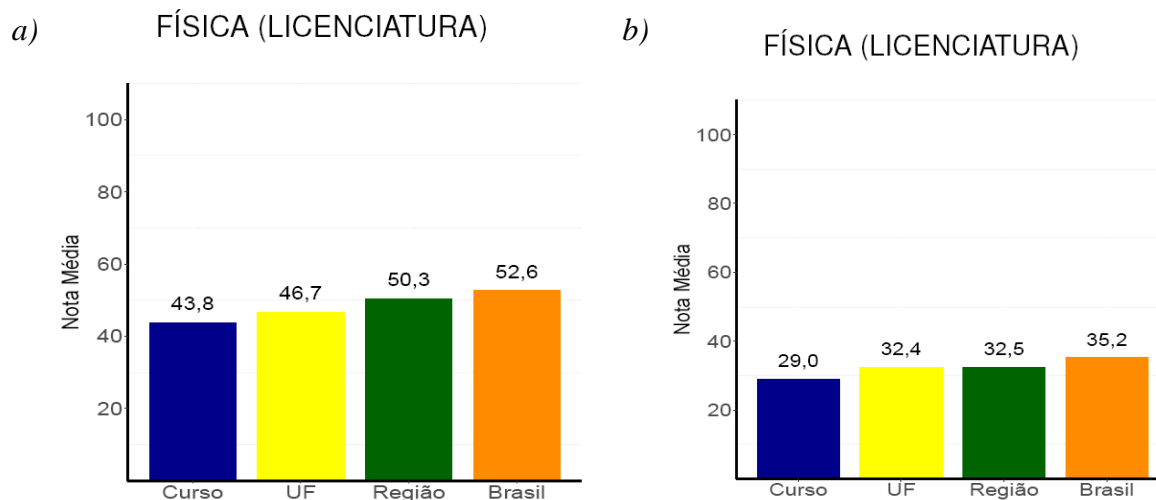 a)
FÍSICA (LICENCIATURA)
Nota Média
100
80
60
40
20
43,8
46,7
50,3
52,6
Curso
UF
Região
Brasil
b)
FÍSICA (LICENCIATURA)
Nota Média
100
80
60
40
20
29,0
32,4
32,5
35,2
Curso
UF
Região
Brasil